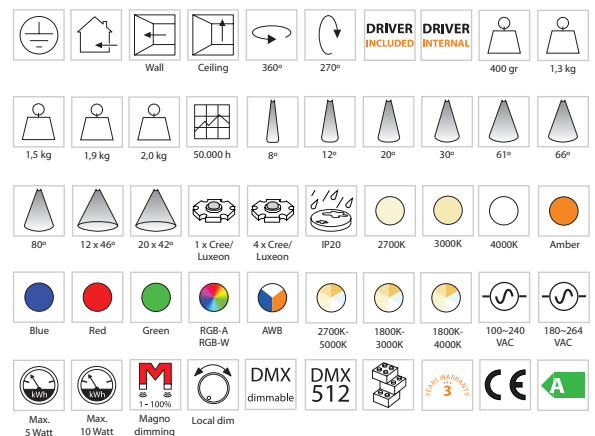 DRIVER
INCLUDED
DRIVER
INTERNAL
Wall
Ceiling
360º
270º
400 gr
1,3 kg
1,5 kg
1,9 kg
2,0 kg
50.000 h
8º
12º
20º
30º
61º
66º
80º
12 x 46º
20 x 42º
1 x Cree/
Luxeon
4 x Cree/
Luxeon
IP20
2700K
3000K
4000K
Amber
Blue
Red
Green
RGB-A
RGB-W
AWB
2700K-
5000K
1800K-
3000K
1800K-
4000K
100~240
VAC
180~264
VAC
kWh
Max.
5 Watt
kWh
Max.
10 Watt
M
1 - 100%
Magno
dimming
Local dim
DMX
dimmable
DMX
512
YEARS WARRANTY
3
CE
A